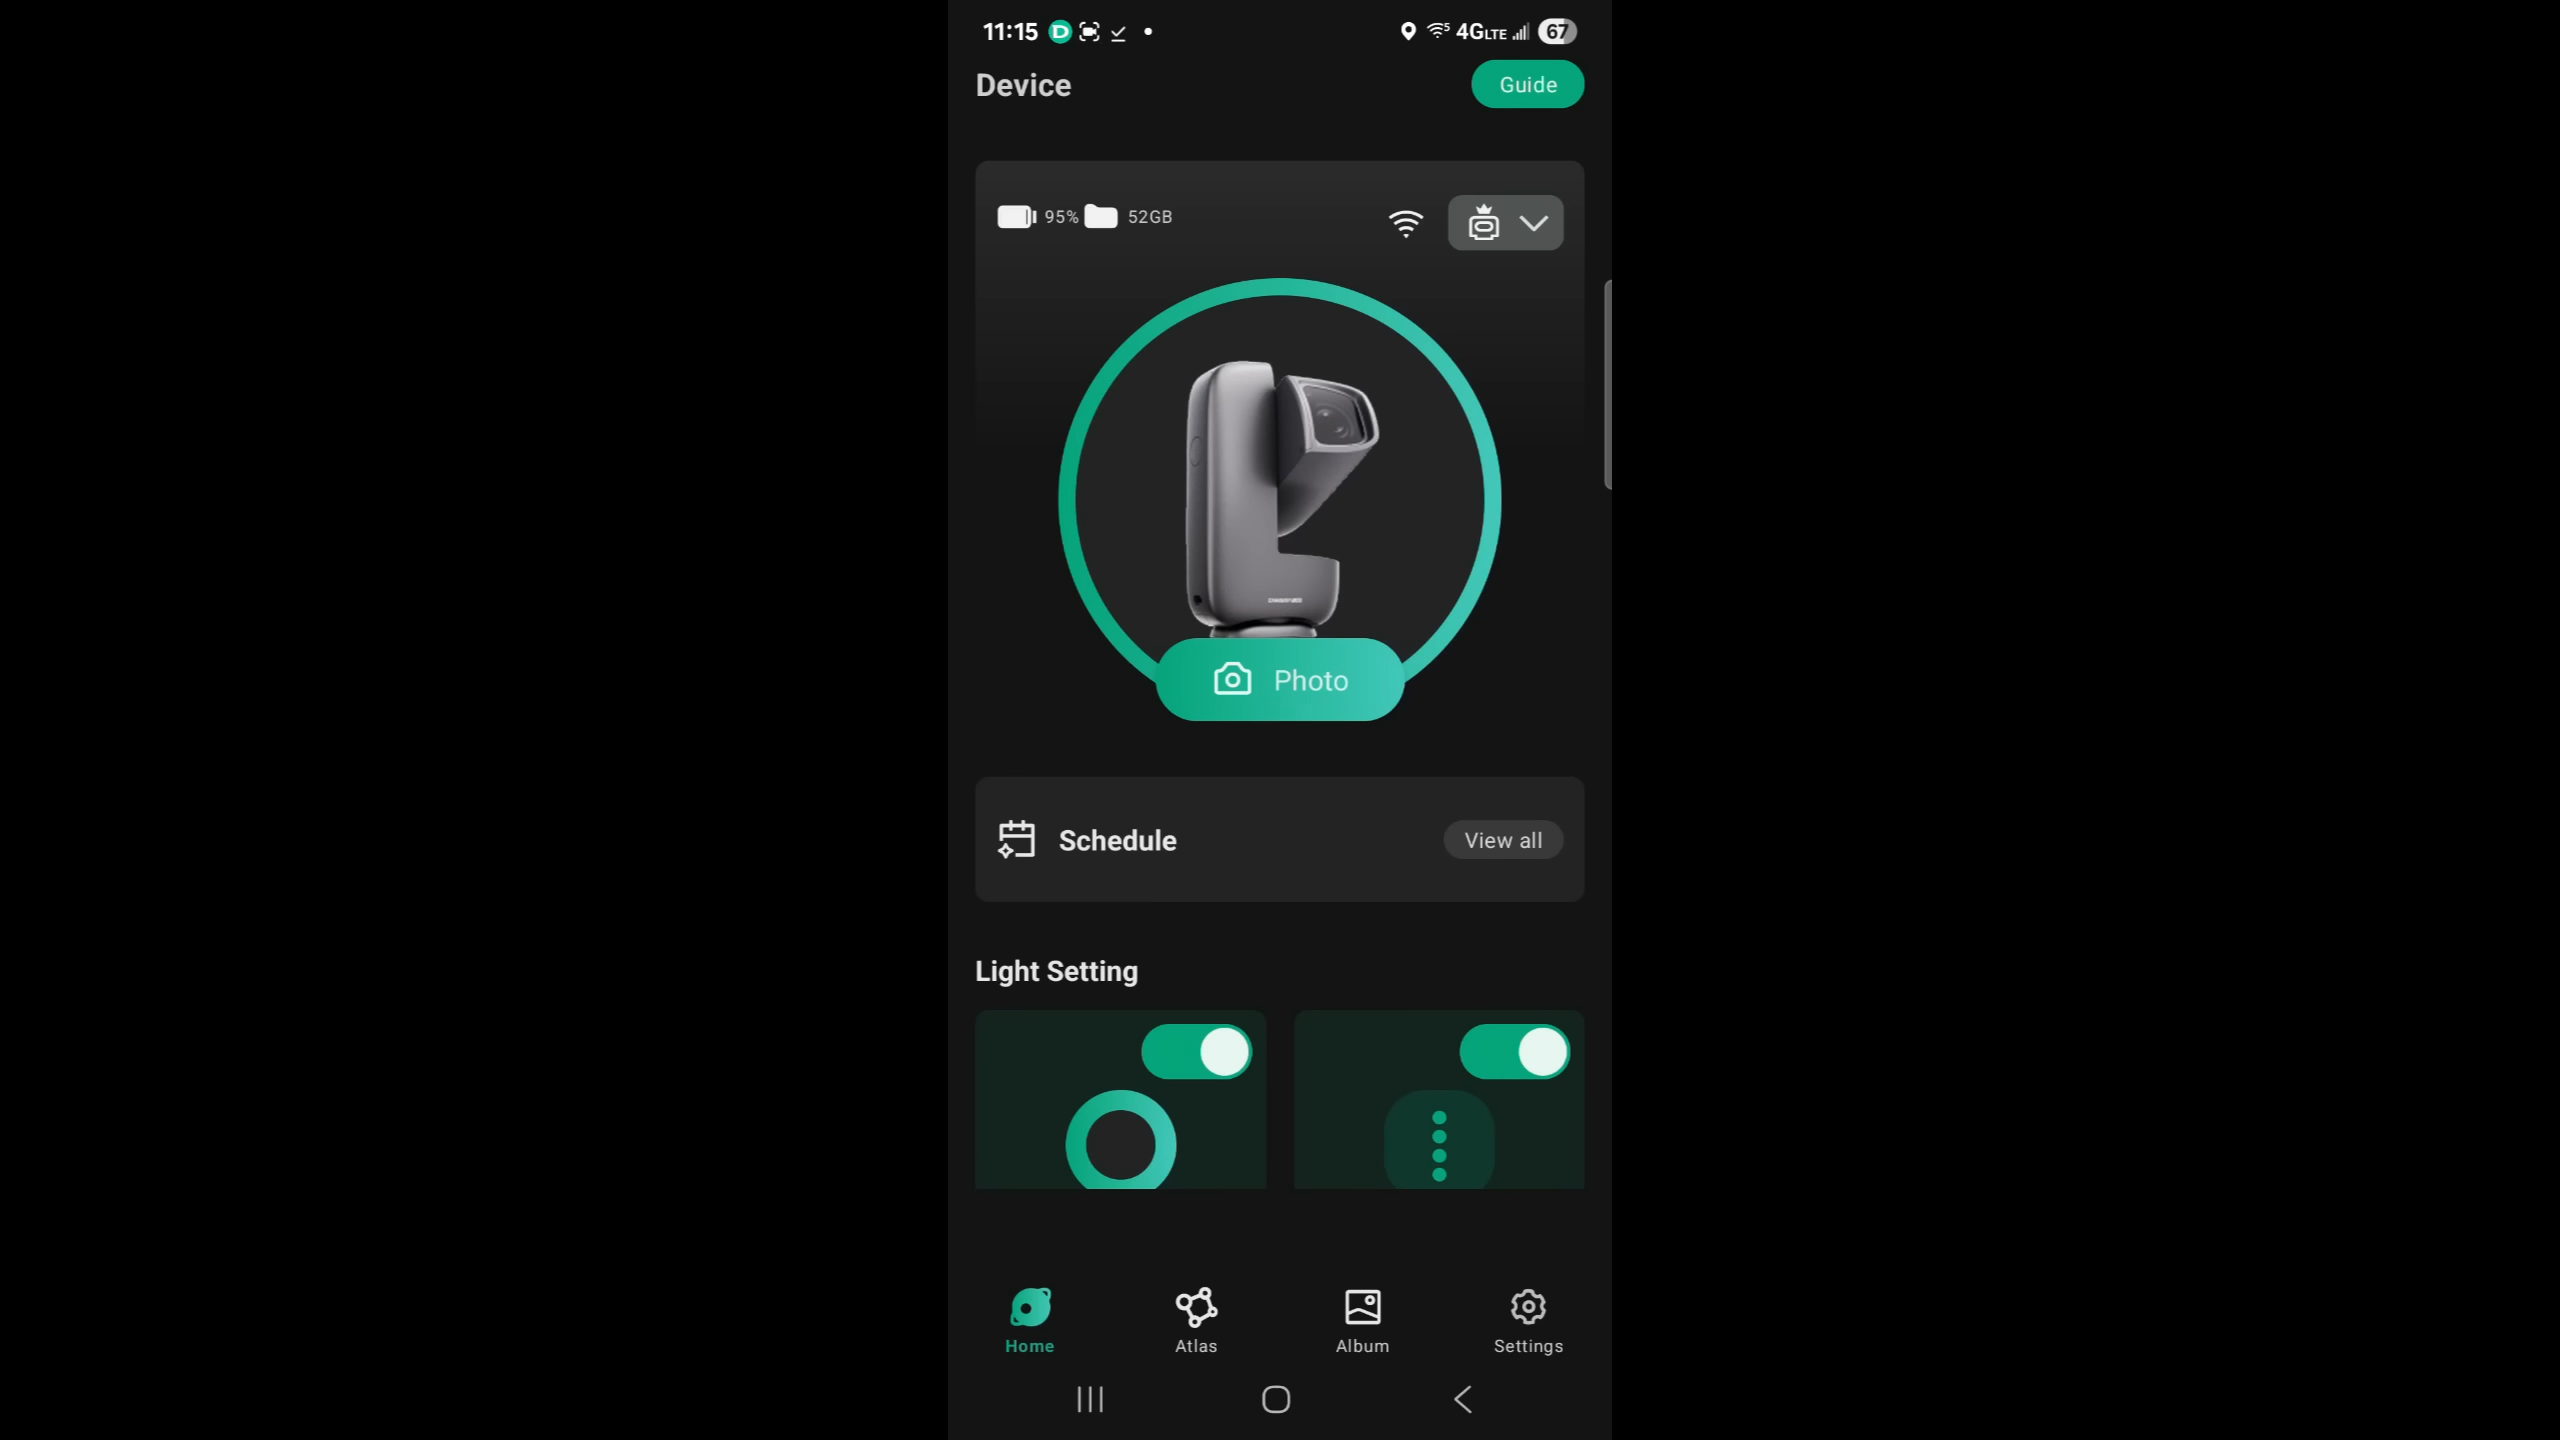 11:15
4G LTE
67
Device
Guide
95%
52GB
Photo
Schedule
View all
Light Setting
Home
Atlas
Album
Settings